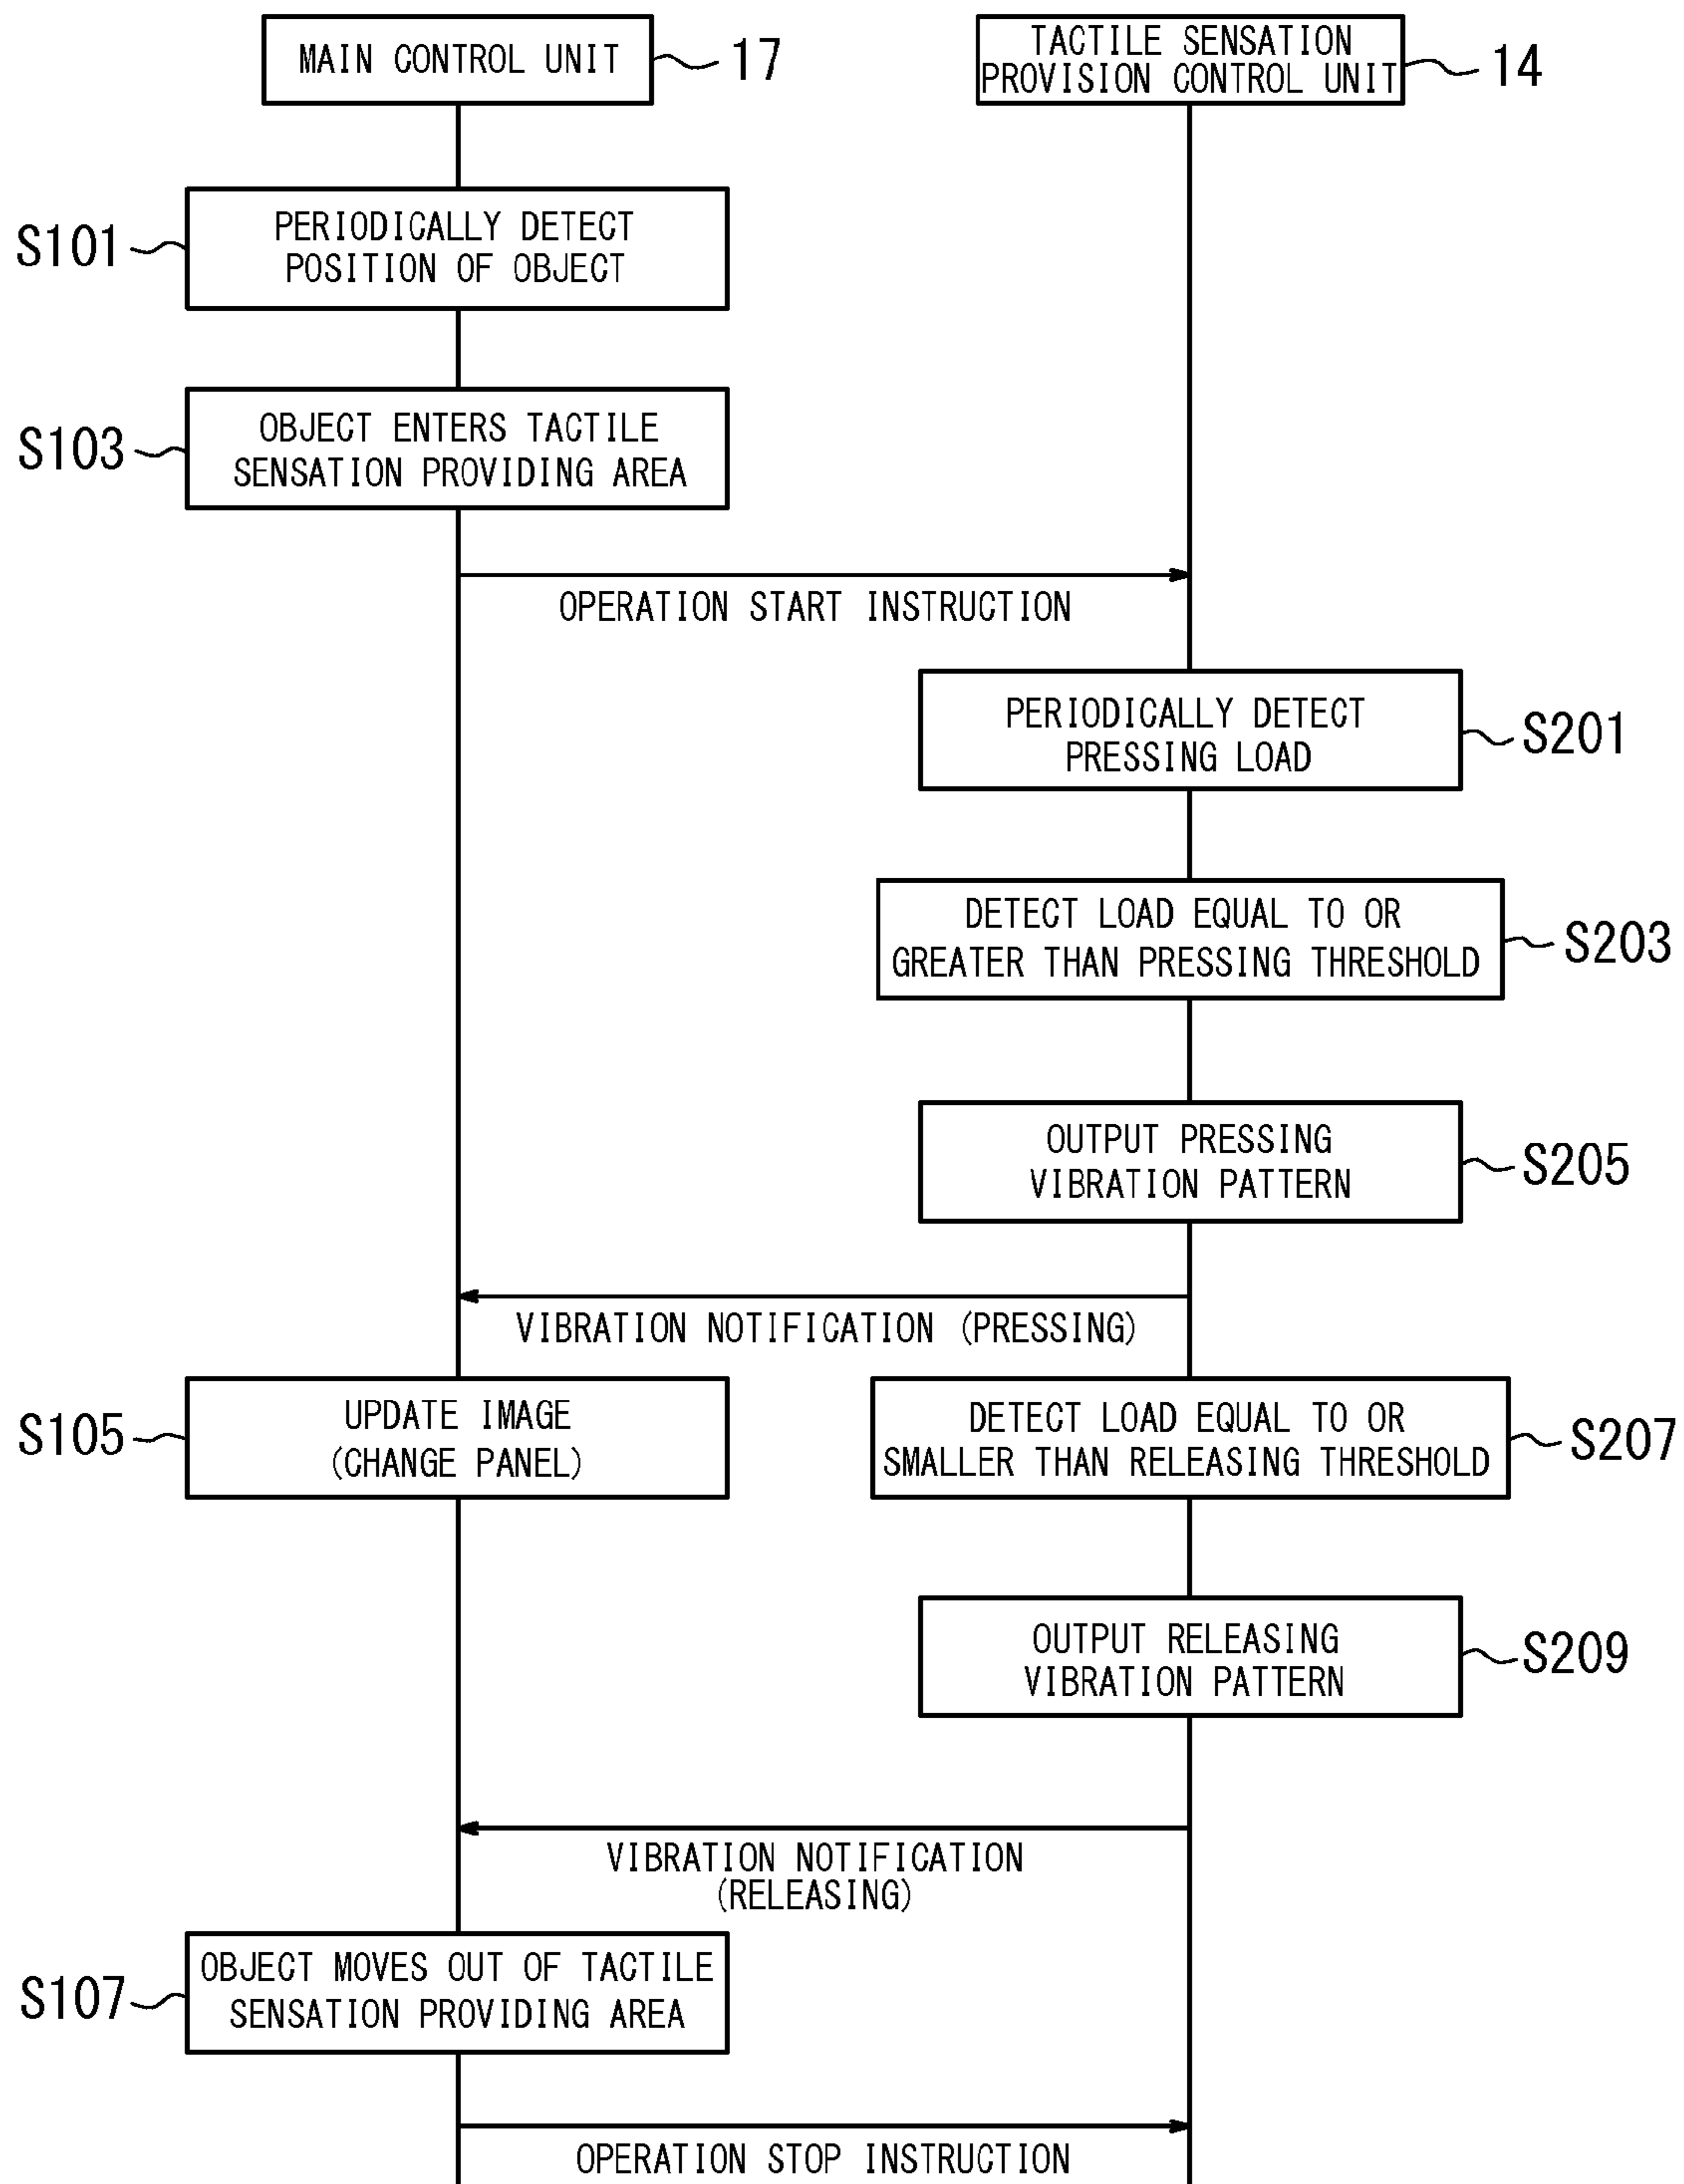 MAIN CONTROL UNIT
17
TACTILE SENSATION
PROVISION CONTROL UNIT
14
S101
PERIODICALLY DETECT
POSITION OF OBJECT
S103
OBJECT ENTERS TACTILE
SENSATION PROVIDING AREA
OPERATION START INSTRUCTION
PERIODICALLY DETECT
PRESSING LOAD
S201
DETECT LOAD EQUAL TO OR
GREATER THAN PRESSING THRESHOLD
S203
OUTPUT PRESSING
VIBRATION PATTERN
S205
VIBRATION NOTIFICATION (PRESSING)
S105
UPDATE IMAGE
(CHANGE PANEL)
DETECT LOAD EQUAL TO OR
SMALLER THAN RELEASING THRESHOLD
S207
OUTPUT RELEASING
VIBRATION PATTERN
S209
VIBRATION NOTIFICATION
(RELEASING)
S107
OBJECT MOVES OUT OF TACTILE
SENSATION PROVIDING AREA
OPERATION STOP INSTRUCTION